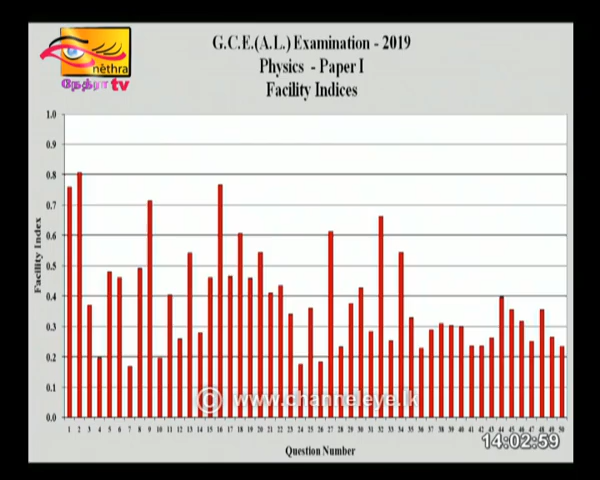 nēthra
நேத்ரா tv
G.C.E.(A.L.) Examination - 2019
Physics - Paper I
Facility Indices
1.0
0.9
0.8
0.7
0.6
0.5
0.4
0.3
0.2
0.1
0.0
Facility Index
1 2 3 4 5 6 7 8 9 10 11 12 13 14 15 16 17 18 19 20 21 22 23 24 25 26 27 28 29 30 31 32 33 34 35 36 37 38 39 40 41 42 43 44 45 46 47 48 49 50
Question Number
© www.channeleye.lk
14:02:59